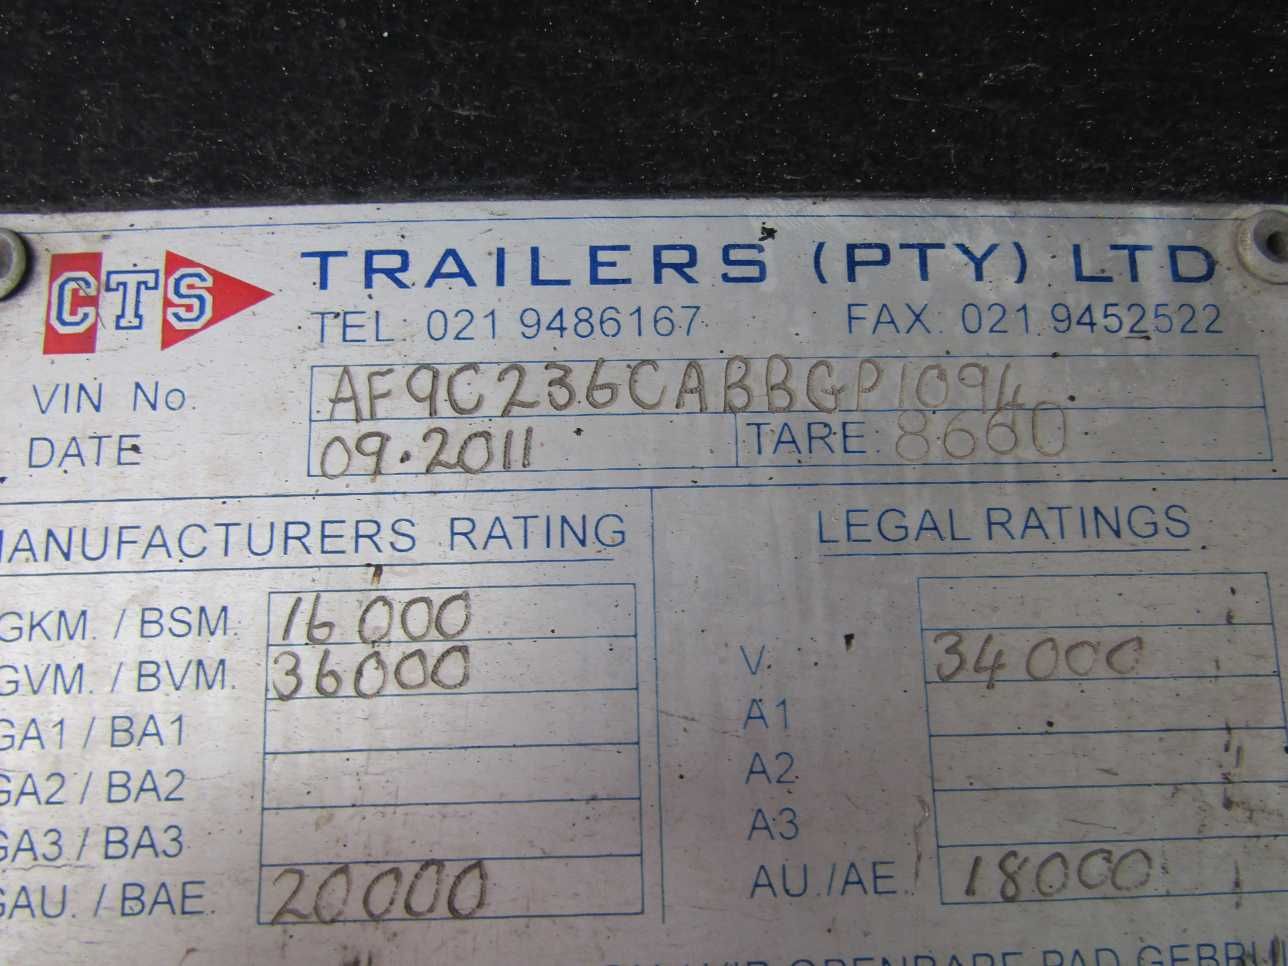 CTS TRAILERS (PTY) LTD
TEL. 021 9486167 FAX. 021 9452522
VIN No. AF9C236CABBGP1094
DATE 09.2011 TARE. 8660
MANUFACTURERS RATING LEGAL RATINGS
GKM. / BSM. 16000
GVM. / BVM. 36000 V. 34000
GA1 / BA1 A1
GA2 / BA2 A2
GA3 / BA3 A3
GAU. / BAE. 20000 AU./AE. 18000
OPENBARE PAD